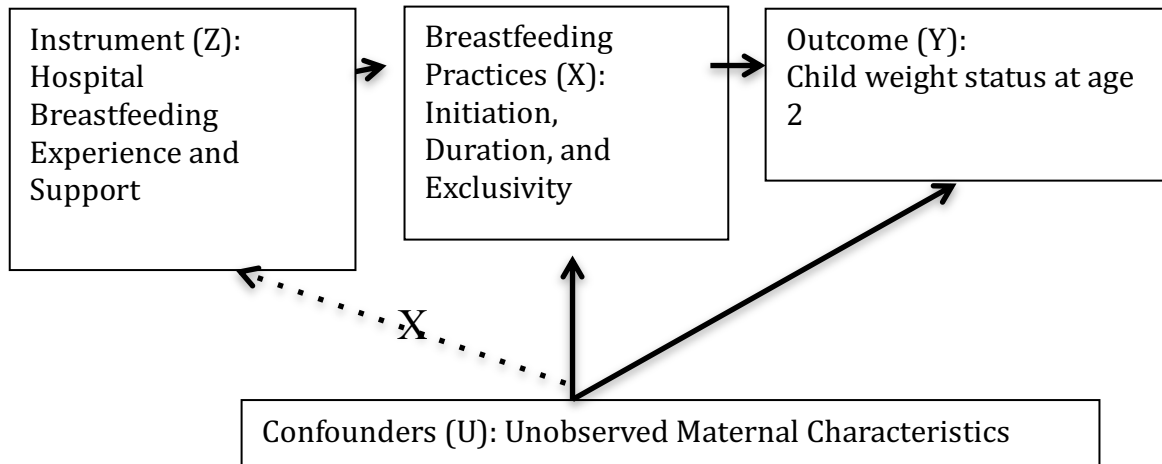 Instrument (Z):
Hospital
Breastfeeding
Experience and
Support
Breastfeeding
Practices (X):
Initiation,
Duration, and
Exclusivity
Outcome (Y):
Child weight status at age
2
X
Confounders (U): Unobserved Maternal Characteristics